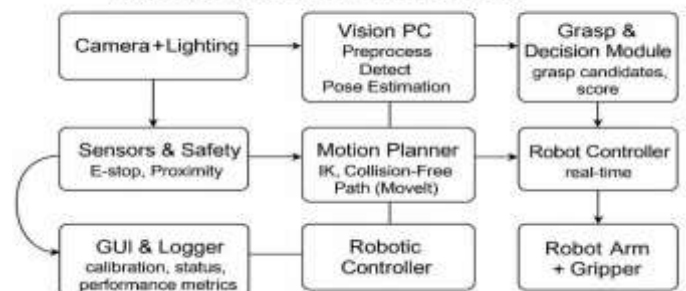 Camera+Lighting
Vision PC
Preprocess
Detect
Pose Estimation
Grasp &
Decision Module
grasp candidates,
score
Sensors & Safety
E-stop, Proximity
Motion Planner
IK, Collision-Free
Path (MoveIt)
Robot Controller
real-time
GUI & Logger
calibration, status,
performance metrics
Robotic
Controller
Robot Arm
+ Gripper